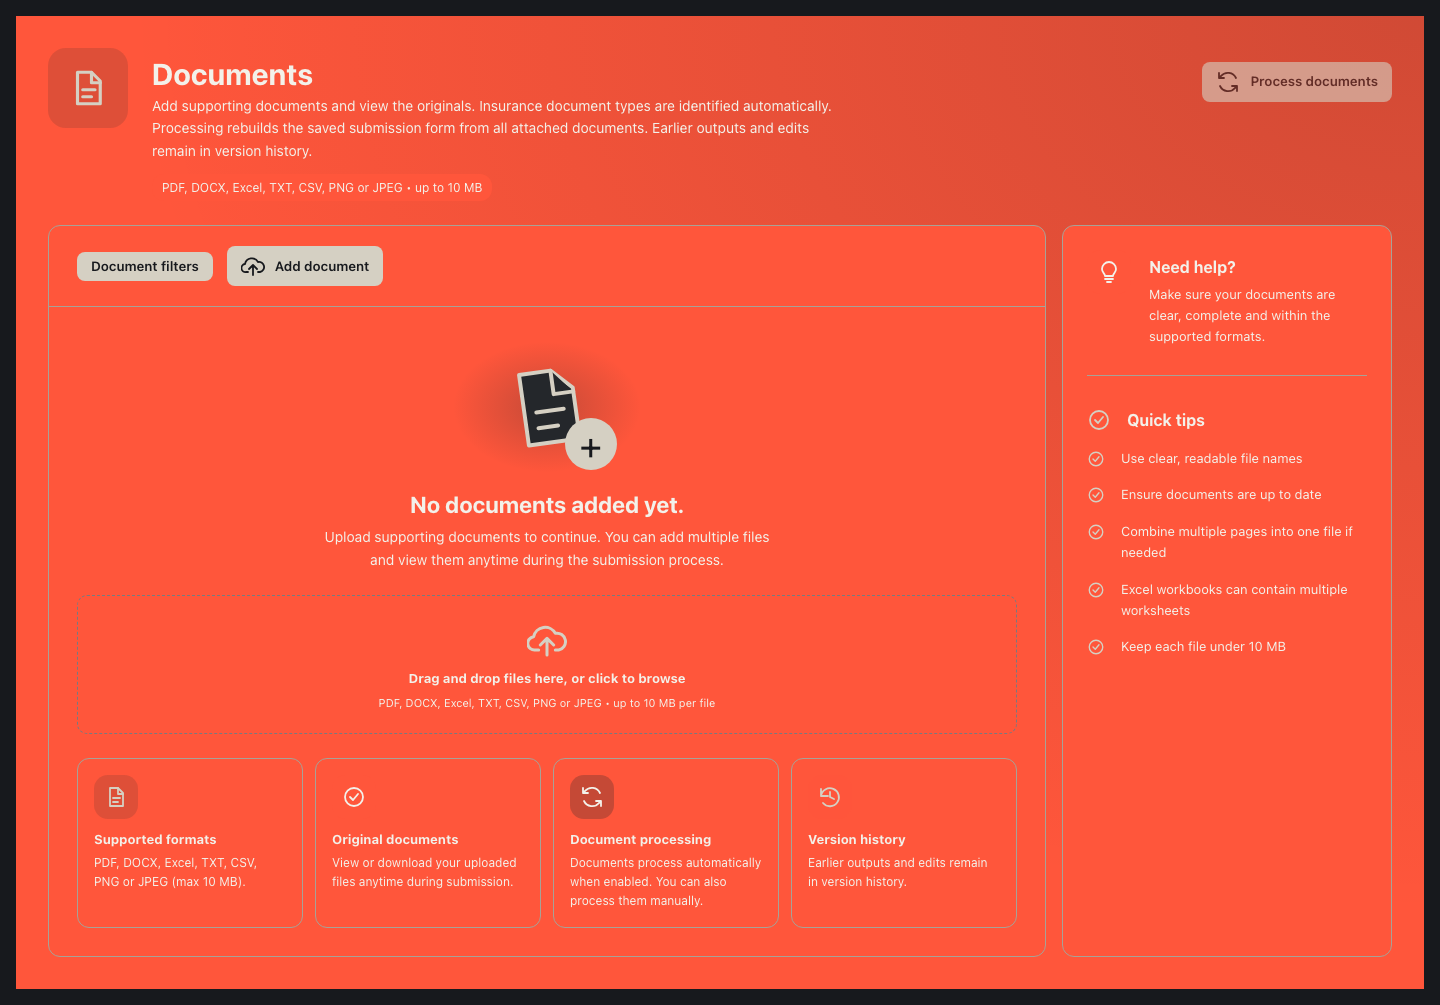 Documents
Add supporting documents and view the originals. Insurance document types are identified automatically.
Processing rebuilds the saved submission form from all attached documents. Earlier outputs and edits
remain in version history.
PDF, DOCX, Excel, TXT, CSV, PNG or JPEG • up to 10 MB
Process documents
Document filters
Add document
No documents added yet.
Upload supporting documents to continue. You can add multiple files
and view them anytime during the submission process.
Drag and drop files here, or click to browse
PDF, DOCX, Excel, TXT, CSV, PNG or JPEG • up to 10 MB per file
Supported formats
PDF, DOCX, Excel, TXT, CSV,
PNG or JPEG (max 10 MB).
Original documents
View or download your uploaded
files anytime during submission.
Document processing
Documents process automatically
when enabled. You can also
process them manually.
Version history
Earlier outputs and edits remain
in version history.
Need help?
Make sure your documents are
clear, complete and within the
supported formats.
Quick tips
Use clear, readable file names
Ensure documents are up to date
Combine multiple pages into one file if
needed
Excel workbooks can contain multiple
worksheets
Keep each file under 10 MB